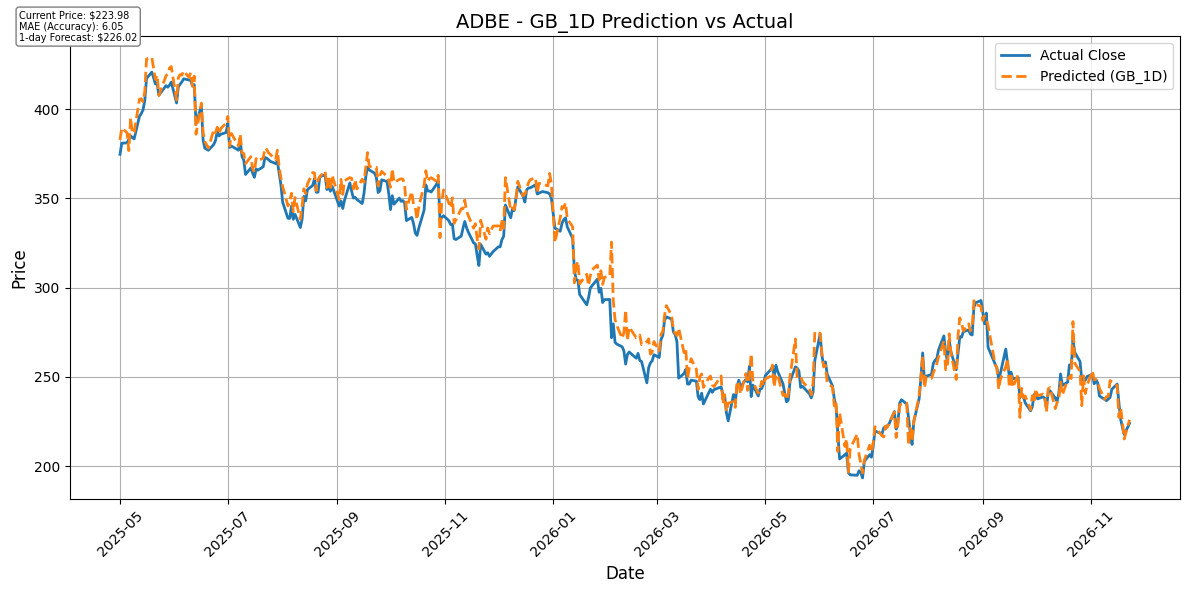 ADBE - GB_1D Prediction vs Actual
Current Price: $223.98
MAE (Accuracy): 6.05
1-day Forecast: $226.02
Actual Close
Predicted (GB_1D)
Price
400
350
300
250
200
2025-05
2025-07
2025-09
2025-11
2026-01
2026-03
2026-05
2026-07
2026-09
2026-11
Date